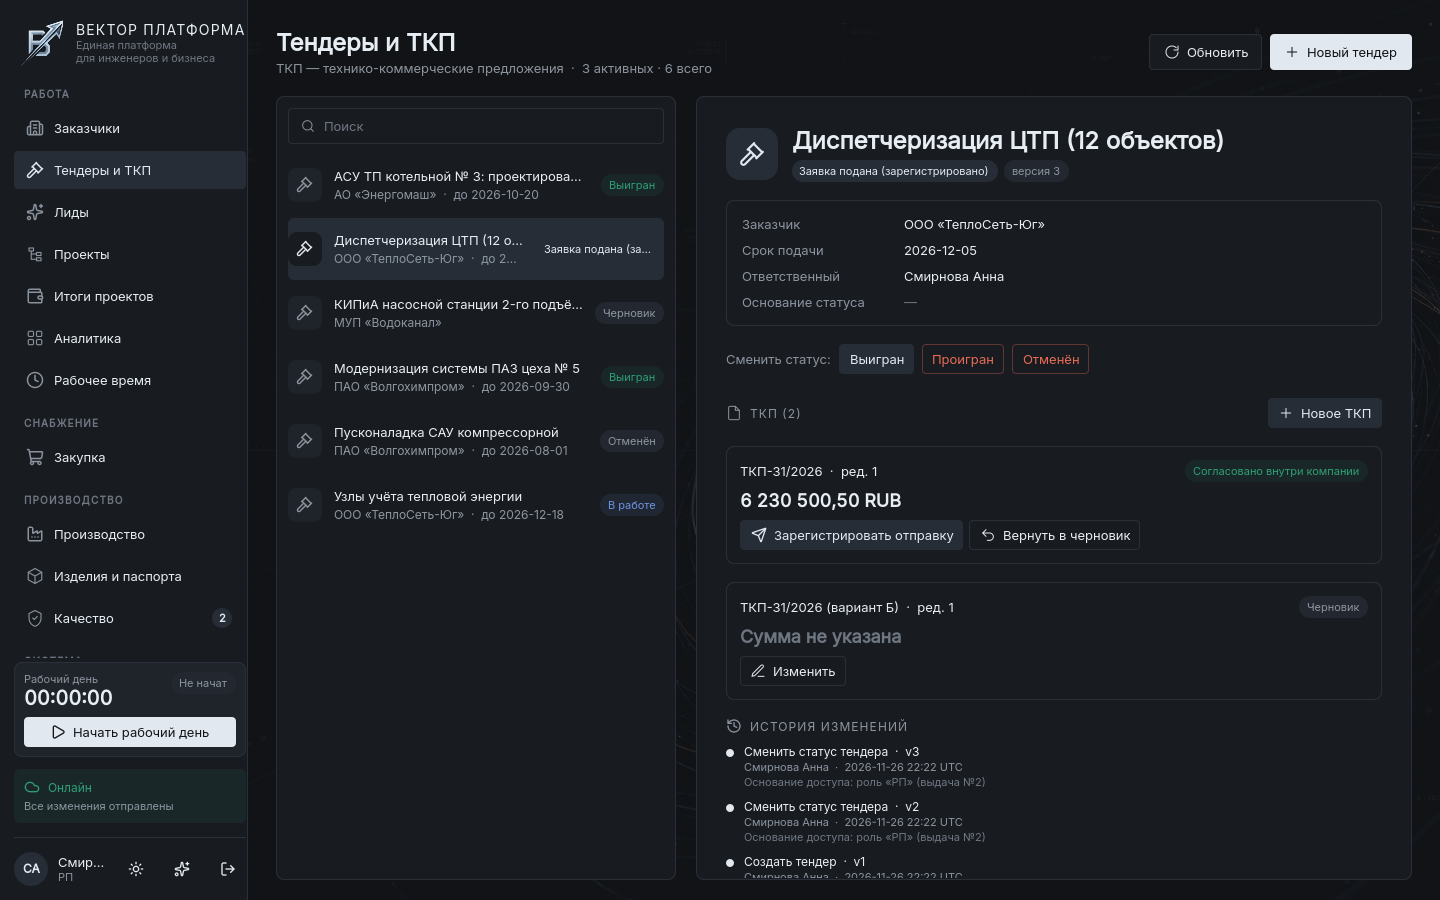 ВЕКТОР ПЛАТФОРМА
Единая платформа
для инженеров и бизнеса
РАБОТА
Заказчики
Тендеры и ТКП
Лиды
Проекты
Итоги проектов
Аналитика
Рабочее время
СНАБЖЕНИЕ
Закупка
ПРОИЗВОДСТВО
Производство
Изделия и паспорта
Качество 2
Рабочий день
Не начат
00:00:00
Начать рабочий день
Онлайн
Все изменения отправлены
СА
Смир...
РП
Тендеры и ТКП
ТКП — технико-коммерческие предложения · 3 активных · 6 всего
Обновить
Новый тендер
Поиск
АСУ ТП котельной № 3: проектирова...
АО «Энергомаш» · до 2026-10-20
Выигран
Диспетчеризация ЦТП (12 о...
ООО «ТеплоСеть-Юг» · до 2...
Заявка подана (за...
КИПиА насосной станции 2-го подъё...
МУП «Водоканал»
Черновик
Модернизация системы ПАЗ цеха № 5
ПАО «Волгохимпром» · до 2026-09-30
Выигран
Пусконаладка САУ компрессорной
ПАО «Волгохимпром» · до 2026-08-01
Отменён
Узлы учёта тепловой энергии
ООО «ТеплоСеть-Юг» · до 2026-12-18
В работе
Диспетчеризация ЦТП (12 объектов)
Заявка подана (зарегистрировано)
версия 3
Заказчик ООО «ТеплоСеть-Юг»
Срок подачи 2026-12-05
Ответственный Смирнова Анна
Основание статуса —
Сменить статус: Выигран Проигран Отменён
ТКП (2)
Новое ТКП
ТКП-31/2026 · ред. 1
Согласовано внутри компании
6 230 500,50 RUB
Зарегистрировать отправку
Вернуть в черновик
ТКП-31/2026 (вариант Б) · ред. 1
Черновик
Сумма не указана
Изменить
ИСТОРИЯ ИЗМЕНЕНИЙ
Сменить статус тендера · v3
Смирнова Анна · 2026-11-26 22:22 UTC
Основание доступа: роль «РП» (выдача №2)
Сменить статус тендера · v2
Смирнова Анна · 2026-11-26 22:22 UTC
Основание доступа: роль «РП» (выдача №2)
Создать тендер · v1
Смирнова Анна · 2026-11-26 22:22 UTC